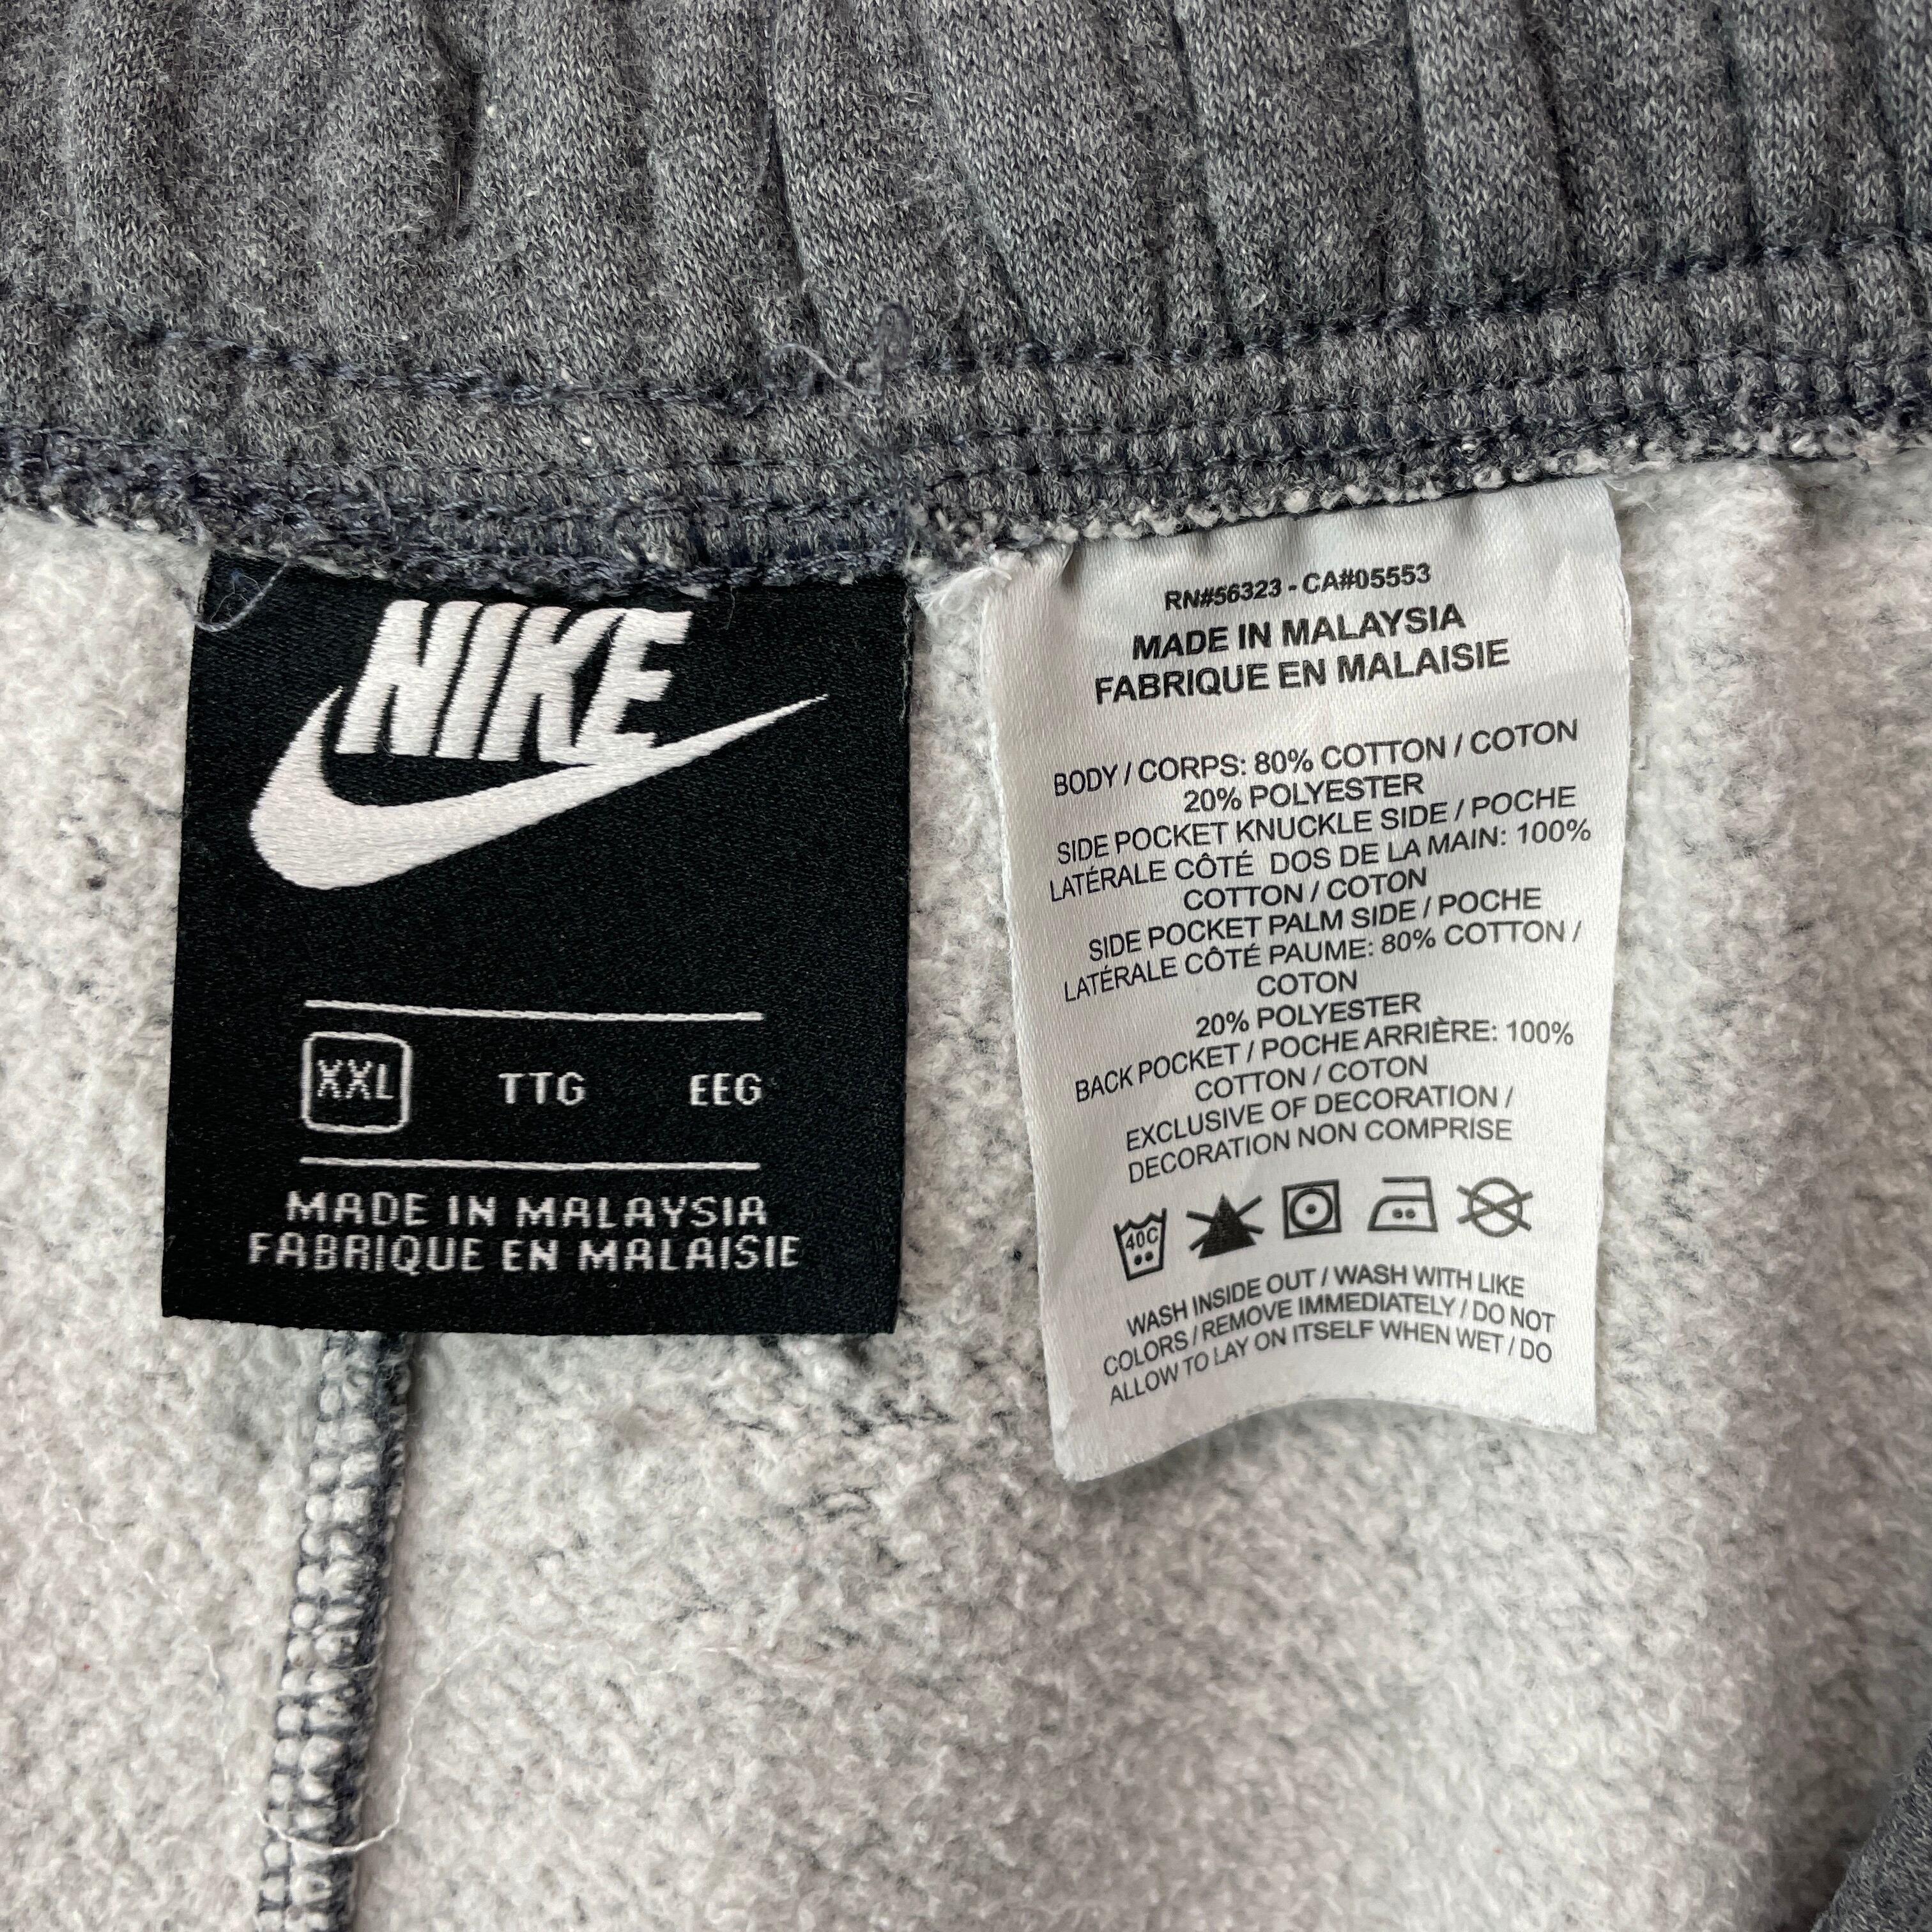 NIKE
XXL TTG EEG
MADE IN MALAYSIA
FABRIQUE EN MALAISIE
RN#56323 - CA#05553
MADE IN MALAYSIA
FABRIQUE EN MALAISIE
BODY / CORPS: 80% COTTON / COTON
20% POLYESTER
SIDE POCKET KNUCKLE SIDE / POCHE
LATÉRALE CÔTÉ DOS DE LA MAIN: 100%
COTTON / COTON
SIDE POCKET PALM SIDE / POCHE
LATÉRALE CÔTÉ PAUME: 80% COTTON /
COTON
20% POLYESTER
BACK POCKET / POCHE ARRIÈRE: 100%
COTTON / COTON
EXCLUSIVE OF DECORATION /
DECORATION NON COMPRISE
40C
WASH INSIDE OUT / WASH WITH LIKE
COLORS / REMOVE IMMEDIATELY / DO NOT
ALLOW TO LAY ON ITSELF WHEN WET / DO